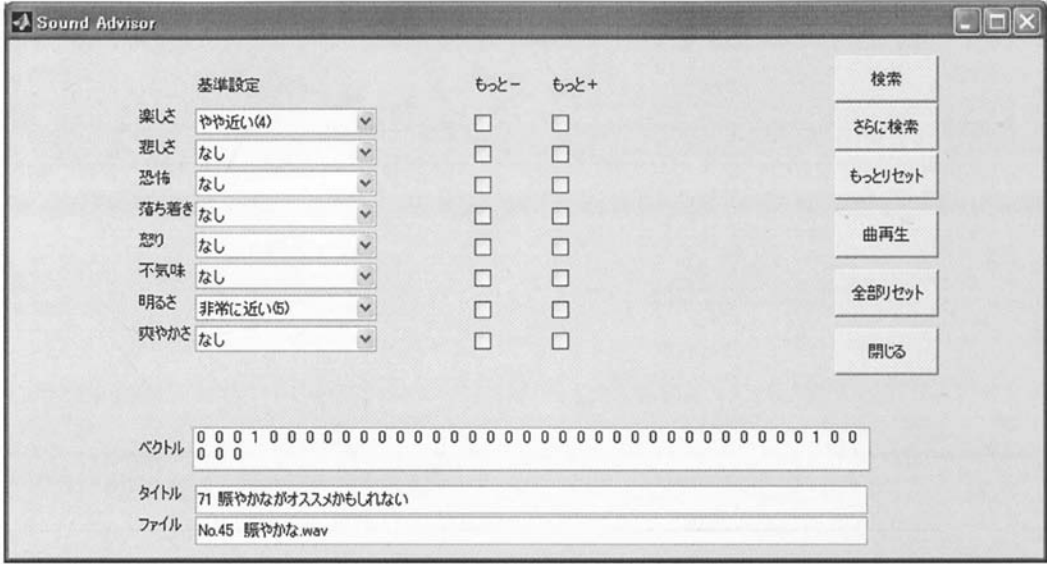 Sound Advisor
基準設定 もっと－ もっと＋
楽しさ やや近い(4)
悲しさ なし
恐怖 なし
落ち着き なし
怒り なし
不気味 なし
明るさ 非常に近い(5)
爽やかさ なし
検索
さらに検索
もっとリセット
曲再生
全部リセット
閉じる
ベクトル 0 0 0 1 0 0 0 0 0 0 0 0 0 0 0 0 0 0 0 0 0 0 0 0 0 0 0 0 0 0 0 0 0 0 1 0 0
0 0 0
タイトル 71 賑やかながオススメかもしれない
ファイル No.45 賑やかな.wav